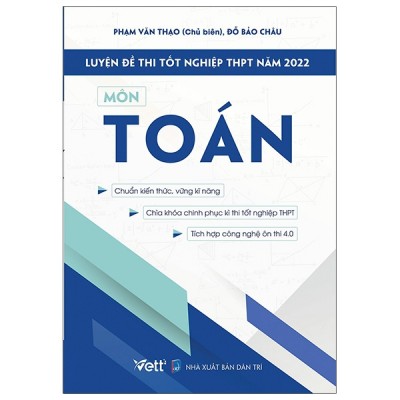 PHẠM VĂN THẠO (Chủ biên), ĐỖ BẢO CHÂU
LUYỆN ĐỀ THI TỐT NGHIỆP THPT NĂM 2022
MÔN
TOÁN
Chuẩn kiến thức, vững kĩ năng
Chìa khóa chinh phục kì thi tốt nghiệp THPT
Tích hợp công nghệ ôn thi 4.0
Vett
NHÀ XUẤT BẢN DÂN TRÍ